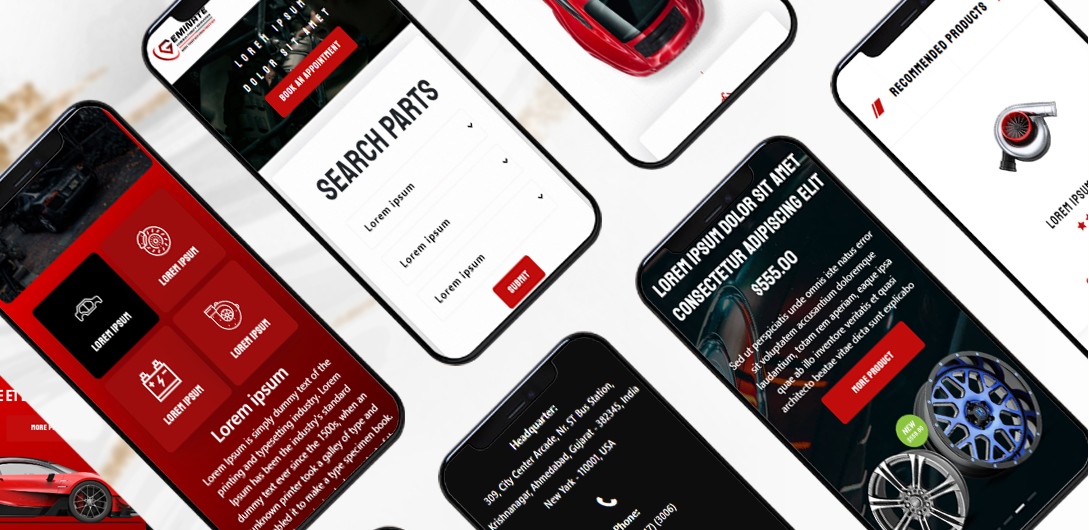 GEMINATE
LOREM IPSUM
DOLOR SIT AMET
BOOK AN APPOINTMENT
SEARCH PARTS
Lorem ipsum
Lorem ipsum
Lorem ipsum
SUBMIT
RECOMMENDED PRODUCTS
LOREM IPSUM
LOREM IPSUM
LOREM IPSUM
LOREM IPSUM
LOREM IPSUM
Lorem ipsum
Lorem Ipsum is simply dummy text of the
printing and typesetting industry. Lorem
Ipsum has been the industry's standard
dummy text ever since the 1500s, when an
unknown printer took a galley of type and
bled it to make a type specimen book
LOREM IPSUM DOLOR SIT AMET
CONSECTETUR ADIPISCING ELIT
$555.00
Sed ut perspiciatis unde omnis iste natus error
sit voluptatem accusantium doloremque
laudantium, totam rem aperiam, eaque ipsa
quae ab illo inventore veritatis et quasi
architecto beatae vitae dicta sunt explicabo
MORE PRODUCT
NEW
Headquarter:
309, City Center Arcade, Nr. ST Bus Station,
Krishnagar, Ahmedabad, Gujarat - 382345, India
New York - 11001, USA
Phone:
7) (3006)
MORE P